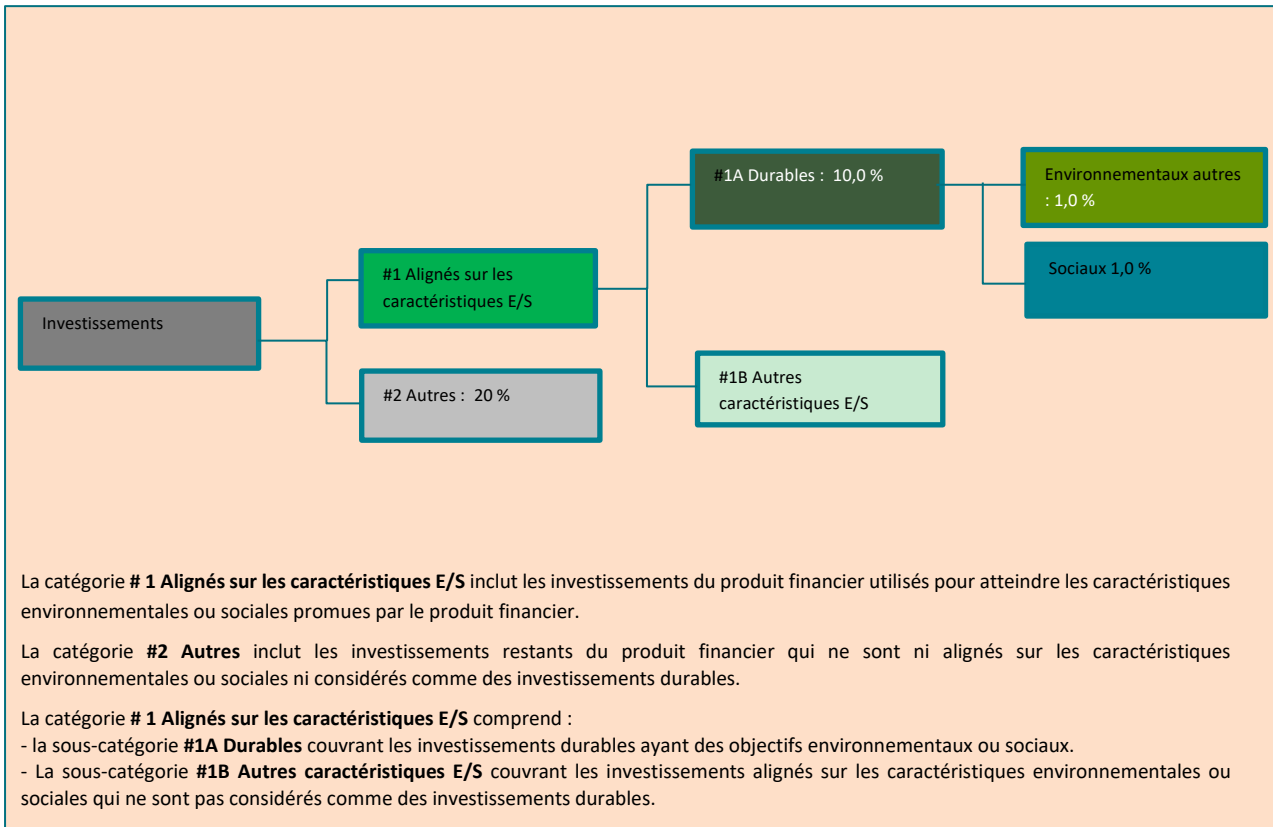 #1A Durables : 10,0 %
Environnementaux autres
: 1,0 %
#1 Alignés sur les
caractéristiques E/S
Sociaux 1,0 %
Investissements
#2 Autres : 20 %
#1B Autres
caractéristiques E/S
La catégorie # 1 Alignés sur les caractéristiques E/S inclut les investissements du produit financier utilisés pour atteindre les caractéristiques
environnementales ou sociales promues par le produit financier.
La catégorie #2 Autres inclut les investissements restants du produit financier qui ne sont ni alignés sur les caractéristiques
environnementales ou sociales ni considérés comme des investissements durables.
La catégorie # 1 Alignés sur les caractéristiques E/S comprend :
- la sous-catégorie #1A Durables couvrant les investissements durables ayant des objectifs environnementaux ou sociaux.
- La sous-catégorie #1B Autres caractéristiques E/S couvrant les investissements alignés sur les caractéristiques environnementales ou
sociales qui ne sont pas considérés comme des investissements durables.